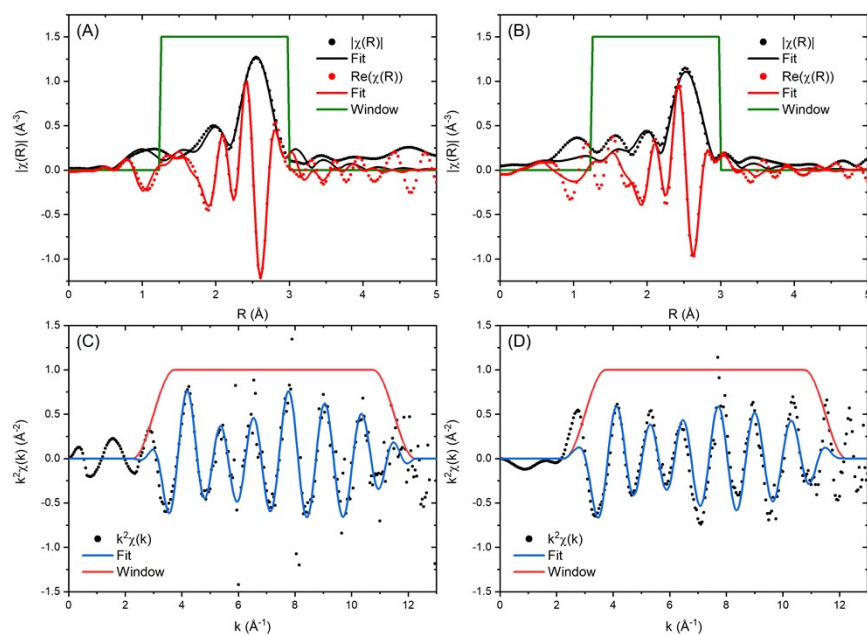 (A)
1.5
1.0
0.5
0.0
-0.5
-1.0
|χ(R)| (Å⁻³)
|χ(R)|
Fit
Re(χ(R))
Fit
Window
0 1 2 3 4 5
R (Å)
(B)
1.5
1.0
0.5
0.0
-0.5
-1.0
|χ(R)| (Å⁻³)
|χ(R)|
Fit
Re(χ(R))
Fit
Window
0 1 2 3 4 5
R (Å)
(C)
1.5
1.0
0.5
0.0
-0.5
-1.0
-1.5
k²χ(k) (Å⁻²)
k²χ(k)
Fit
Window
0 2 4 6 8 10 12
k (Å⁻¹)
(D)
1.5
1.0
0.5
0.0
-0.5
-1.0
-1.5
k²χ(k) (Å⁻²)
k²χ(k)
Fit
Window
0 2 4 6 8 10 12
k (Å⁻¹)